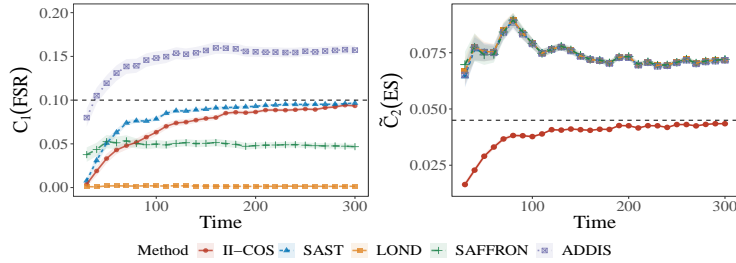 C₁(FSR)
0.20
0.15
0.10
0.05
0.00
100
200
300
Time
C̃₂(ES)
0.075
0.050
0.025
100
200
300
Time
Method II−COS SAST LOND SAFFRON ADDIS